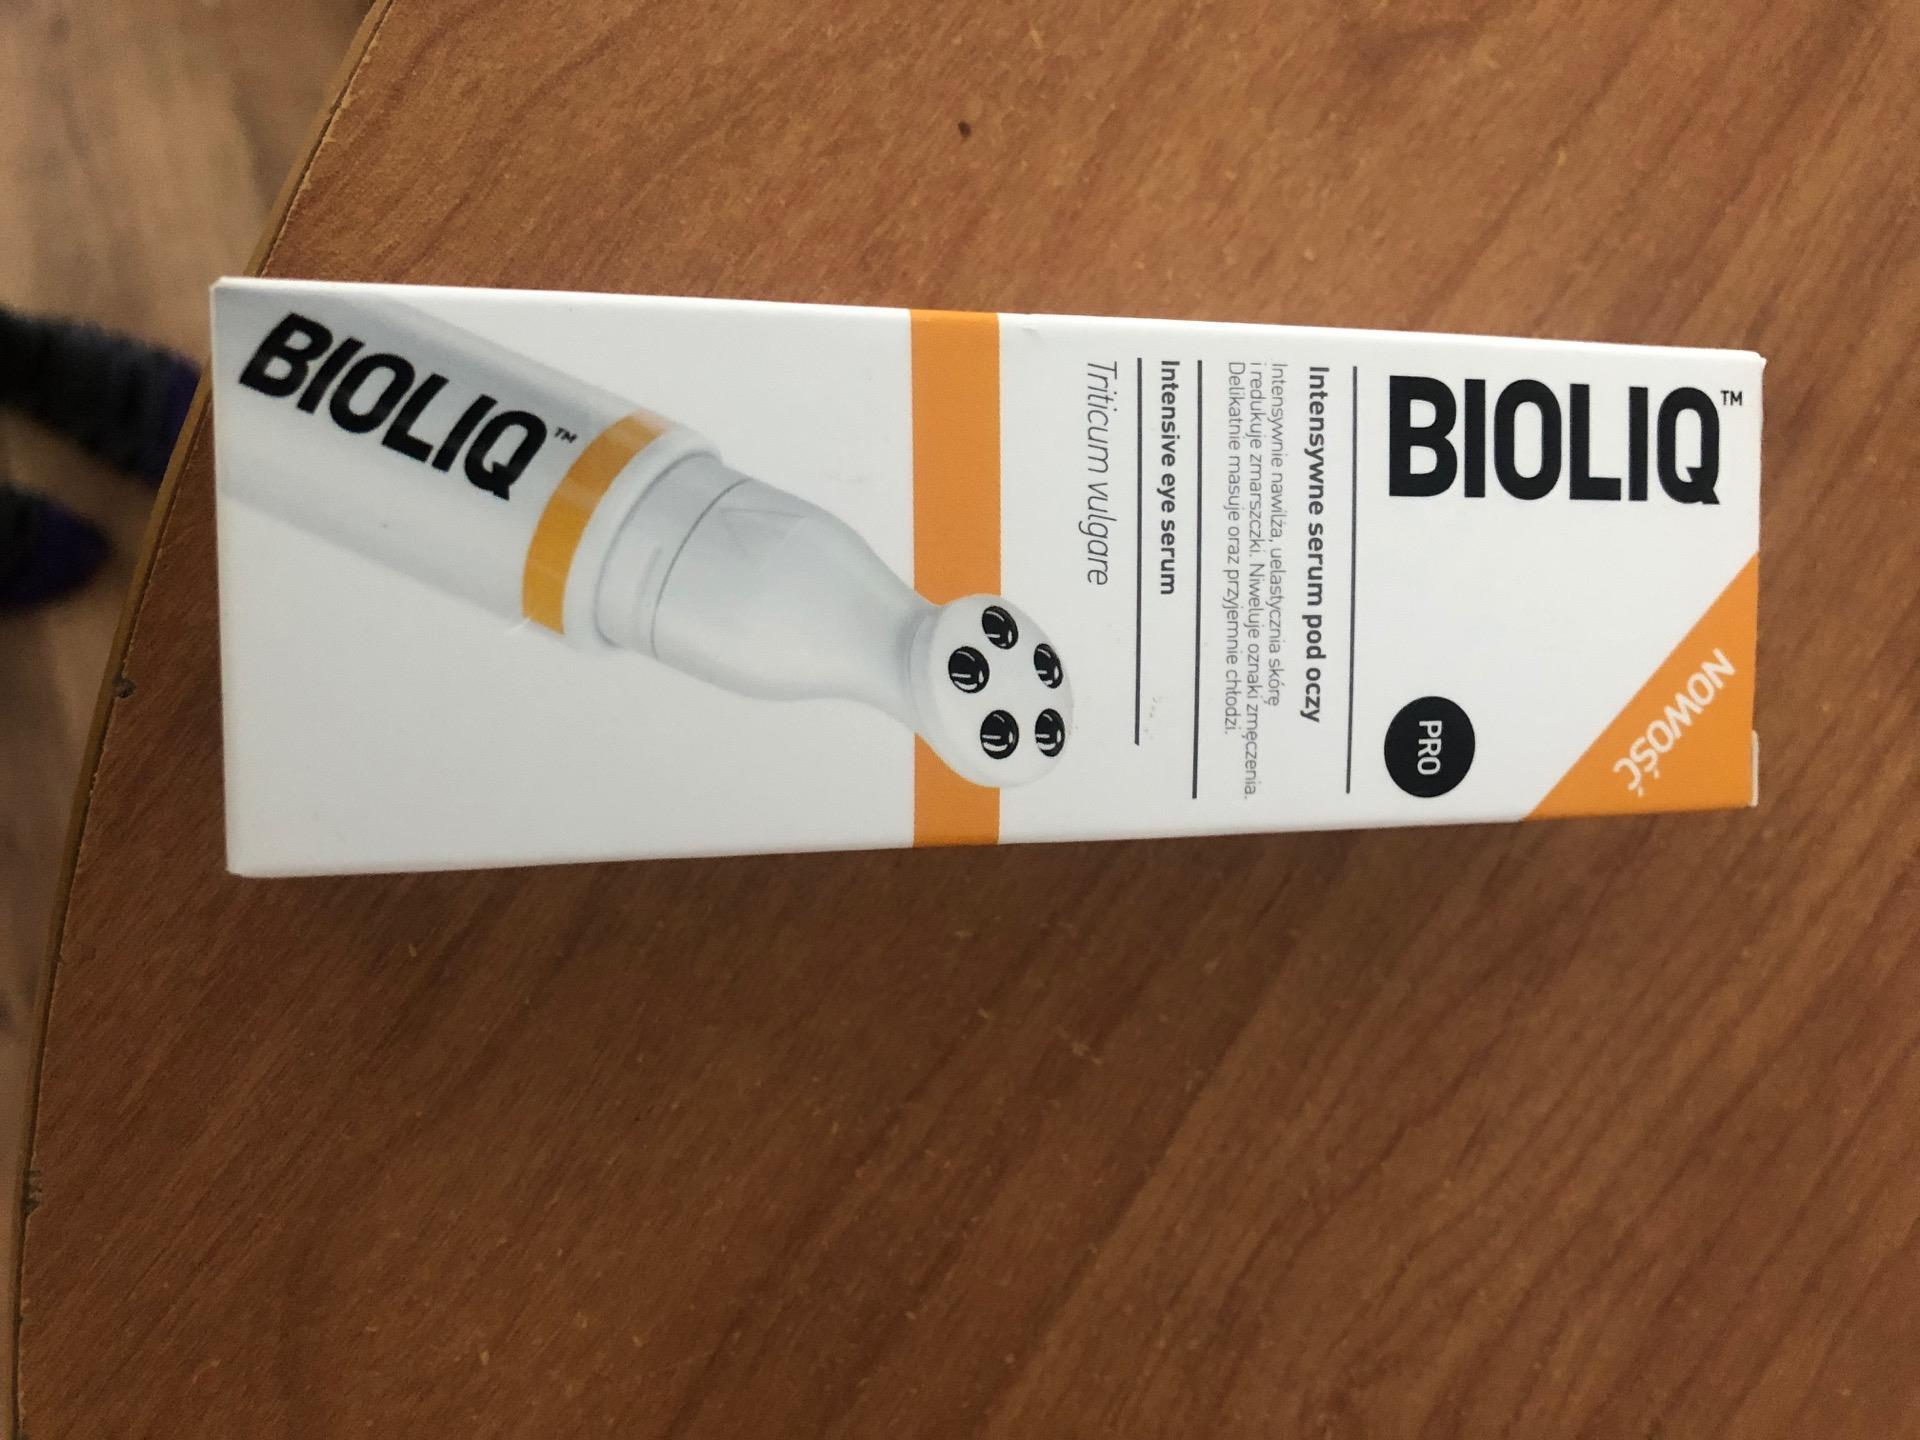 BIOLIQ™
NOWOŚĆ
PRO
Intensywne serum pod oczy
Intensywnie nawilża, uelastycznia skórę
i redukuje zmarszczki. Niweluje oznaki zmęczenia.
Delikatnie masuje oraz przyjemnie chłodzi.
Intensive eye serum
Triticum vulgare
BIOLIQ™